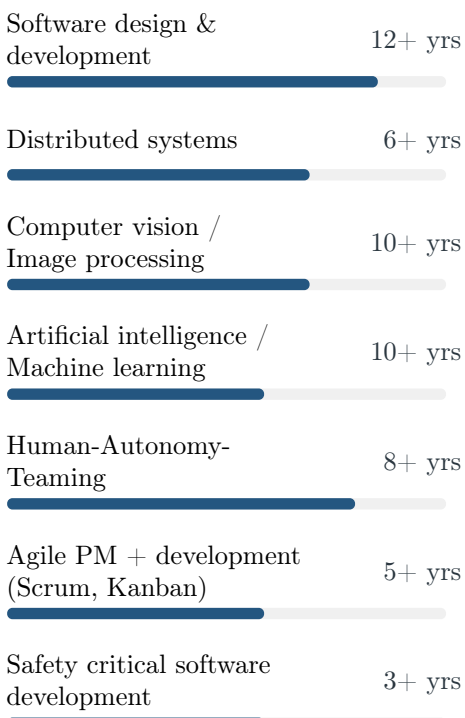 Software design &
development
12+ yrs
Distributed systems
6+ yrs
Computer vision /
Image processing
10+ yrs
Artificial intelligence /
Machine learning
10+ yrs
Human-Autonomy-
Teaming
8+ yrs
Agile PM + development
(Scrum, Kanban)
5+ yrs
Safety critical software
development
3+ yrs